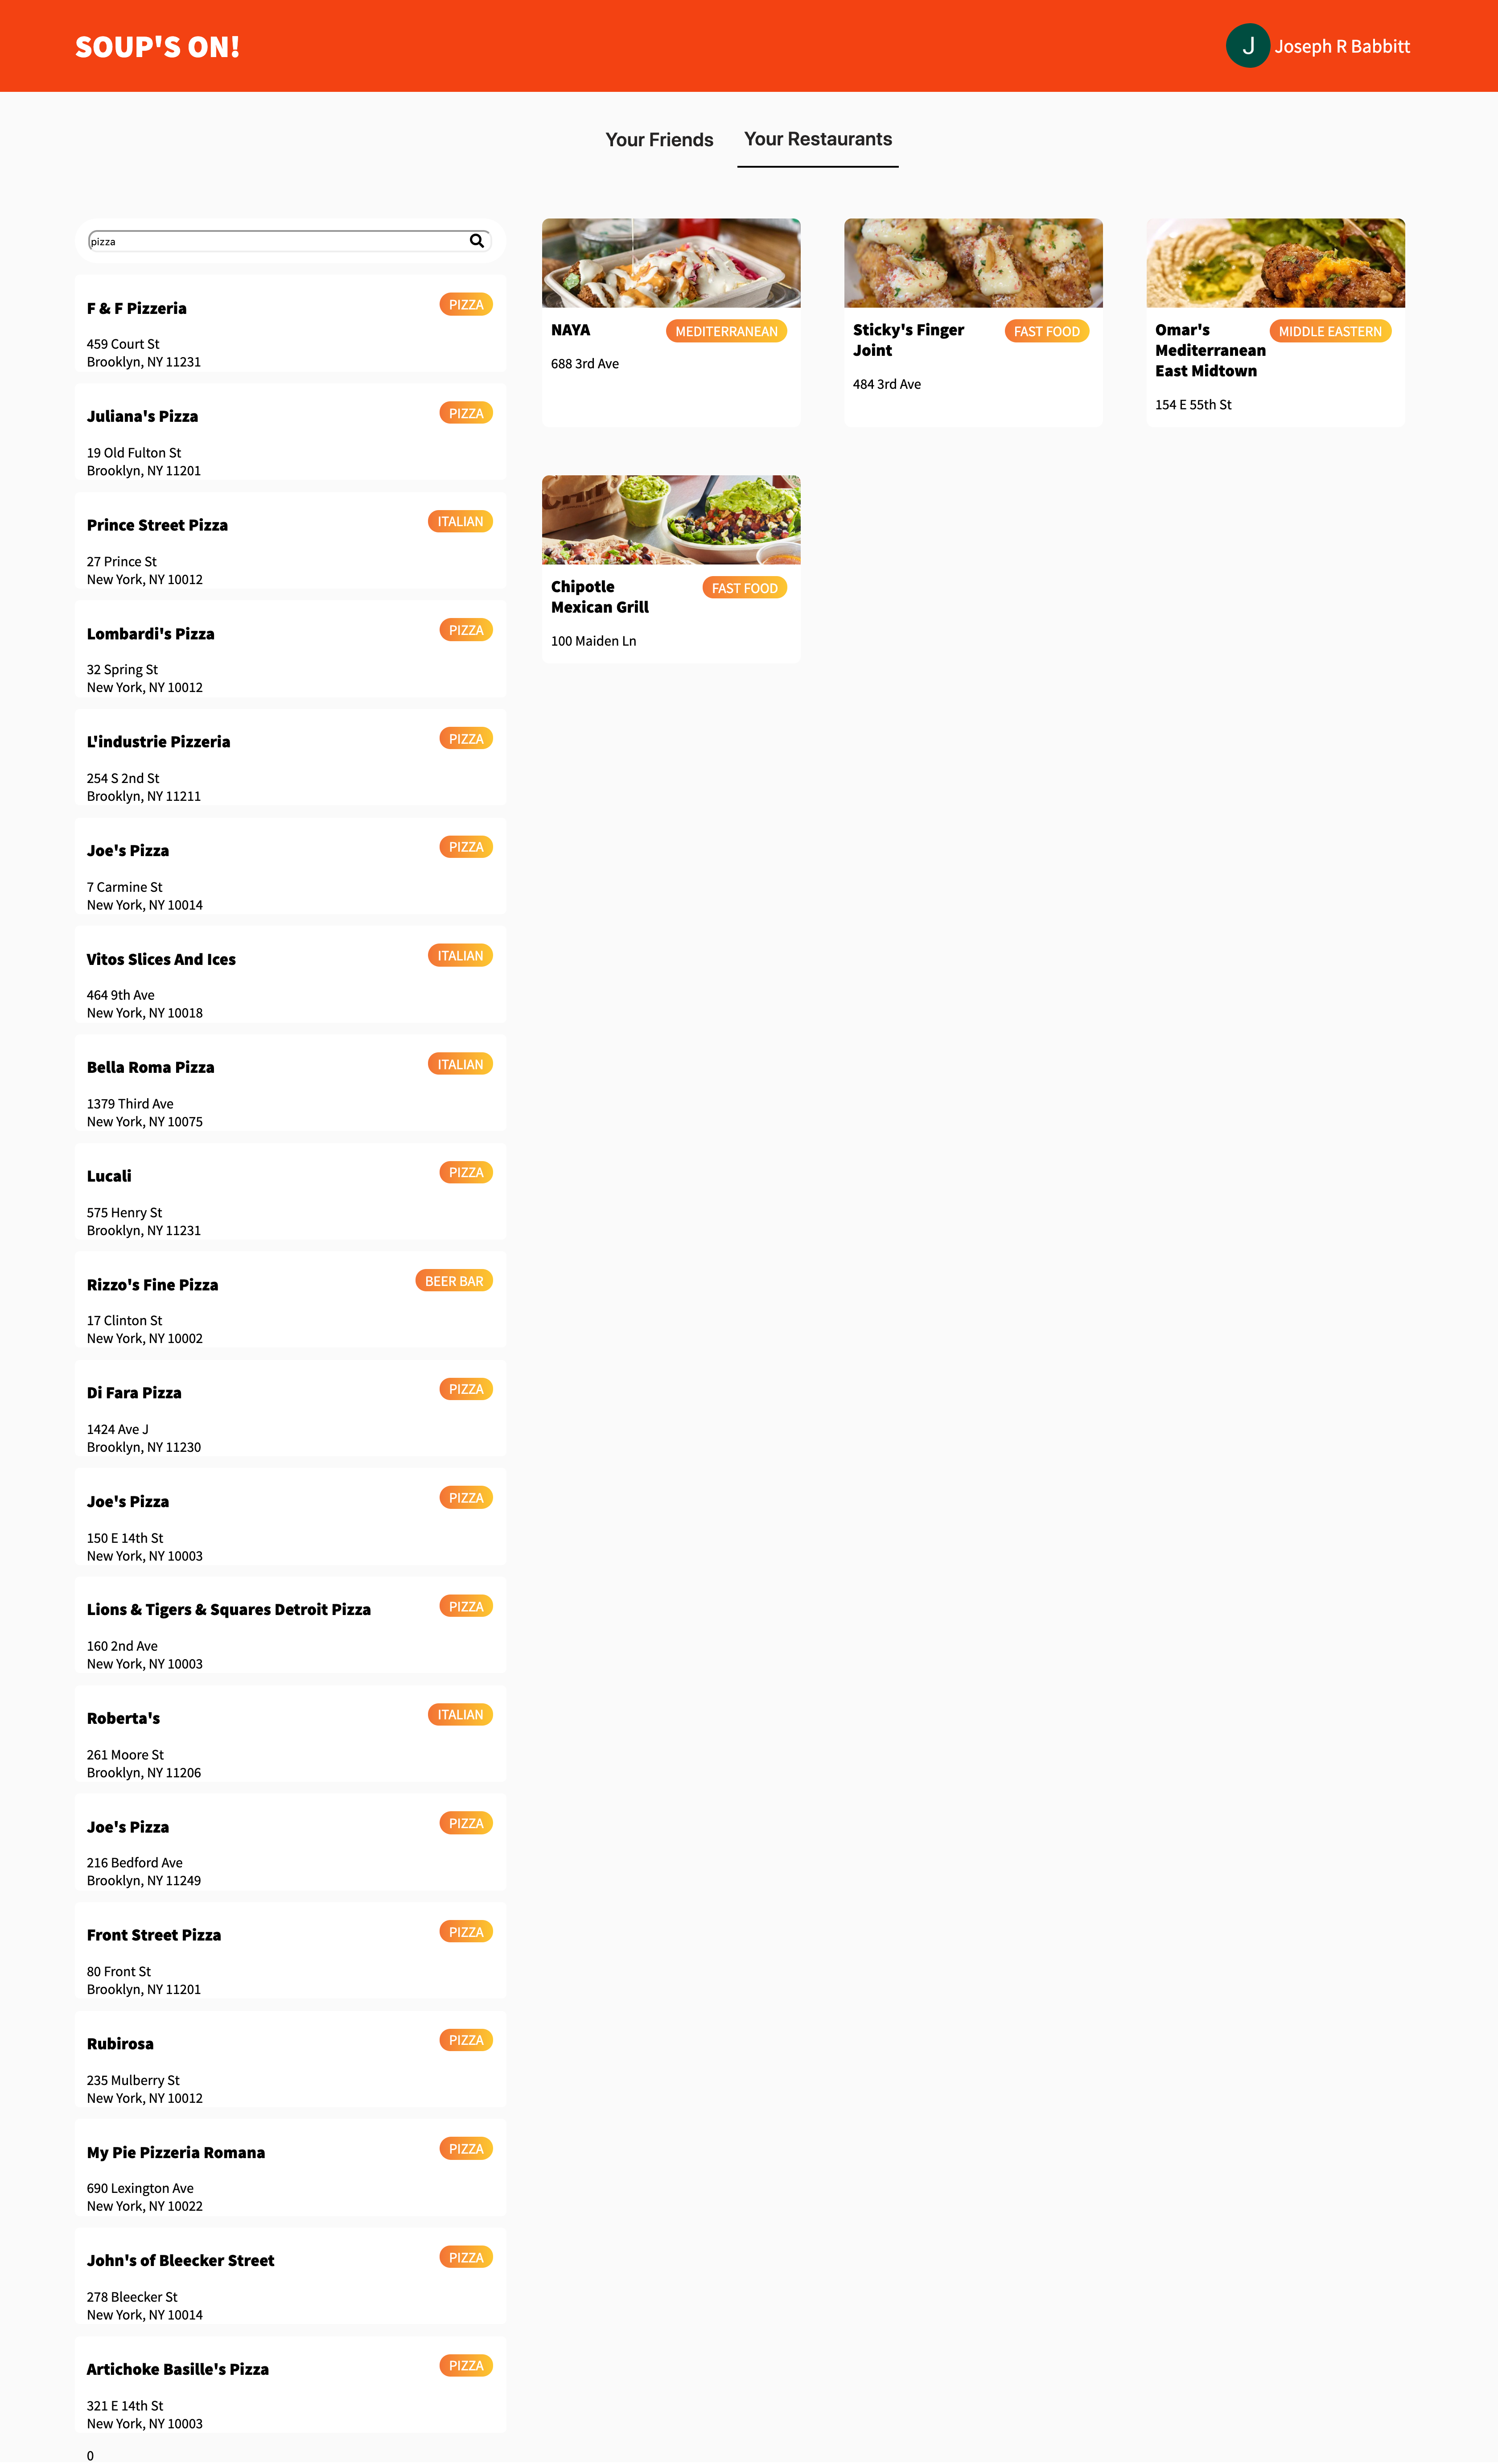 SOUP'S ON!
J
Joseph R Babbitt
Your Friends
Your Restaurants
pizza
F & F Pizzeria
PIZZA
459 Court St
Brooklyn, NY 11231
Juliana's Pizza
PIZZA
19 Old Fulton St
Brooklyn, NY 11201
Prince Street Pizza
ITALIAN
27 Prince St
New York, NY 10012
Lombardi's Pizza
PIZZA
32 Spring St
New York, NY 10012
L'industrie Pizzeria
PIZZA
254 S 2nd St
Brooklyn, NY 11211
Joe's Pizza
PIZZA
7 Carmine St
New York, NY 10014
Vitos Slices And Ices
ITALIAN
464 9th Ave
New York, NY 10018
Bella Roma Pizza
ITALIAN
1379 Third Ave
New York, NY 10075
Lucali
PIZZA
575 Henry St
Brooklyn, NY 11231
Rizzo's Fine Pizza
BEER BAR
17 Clinton St
New York, NY 10002
Di Fara Pizza
PIZZA
1424 Ave J
Brooklyn, NY 11230
Joe's Pizza
PIZZA
150 E 14th St
New York, NY 10003
Lions & Tigers & Squares Detroit Pizza
PIZZA
160 2nd Ave
New York, NY 10003
Roberta's
ITALIAN
261 Moore St
Brooklyn, NY 11206
Joe's Pizza
PIZZA
216 Bedford Ave
Brooklyn, NY 11249
Front Street Pizza
PIZZA
80 Front St
Brooklyn, NY 11201
Rubirosa
PIZZA
235 Mulberry St
New York, NY 10012
My Pie Pizzeria Romana
PIZZA
690 Lexington Ave
New York, NY 10022
John's of Bleecker Street
PIZZA
278 Bleecker St
New York, NY 10014
Artichoke Basille's Pizza
PIZZA
321 E 14th St
New York, NY 10003
0
NAYA
MEDITERRANEAN
688 3rd Ave
Sticky's Finger
Joint
FAST FOOD
484 3rd Ave
Omar's
Mediterranean
East Midtown
MIDDLE EASTERN
154 E 55th St
Chipotle
Mexican Grill
FAST FOOD
100 Maiden Ln